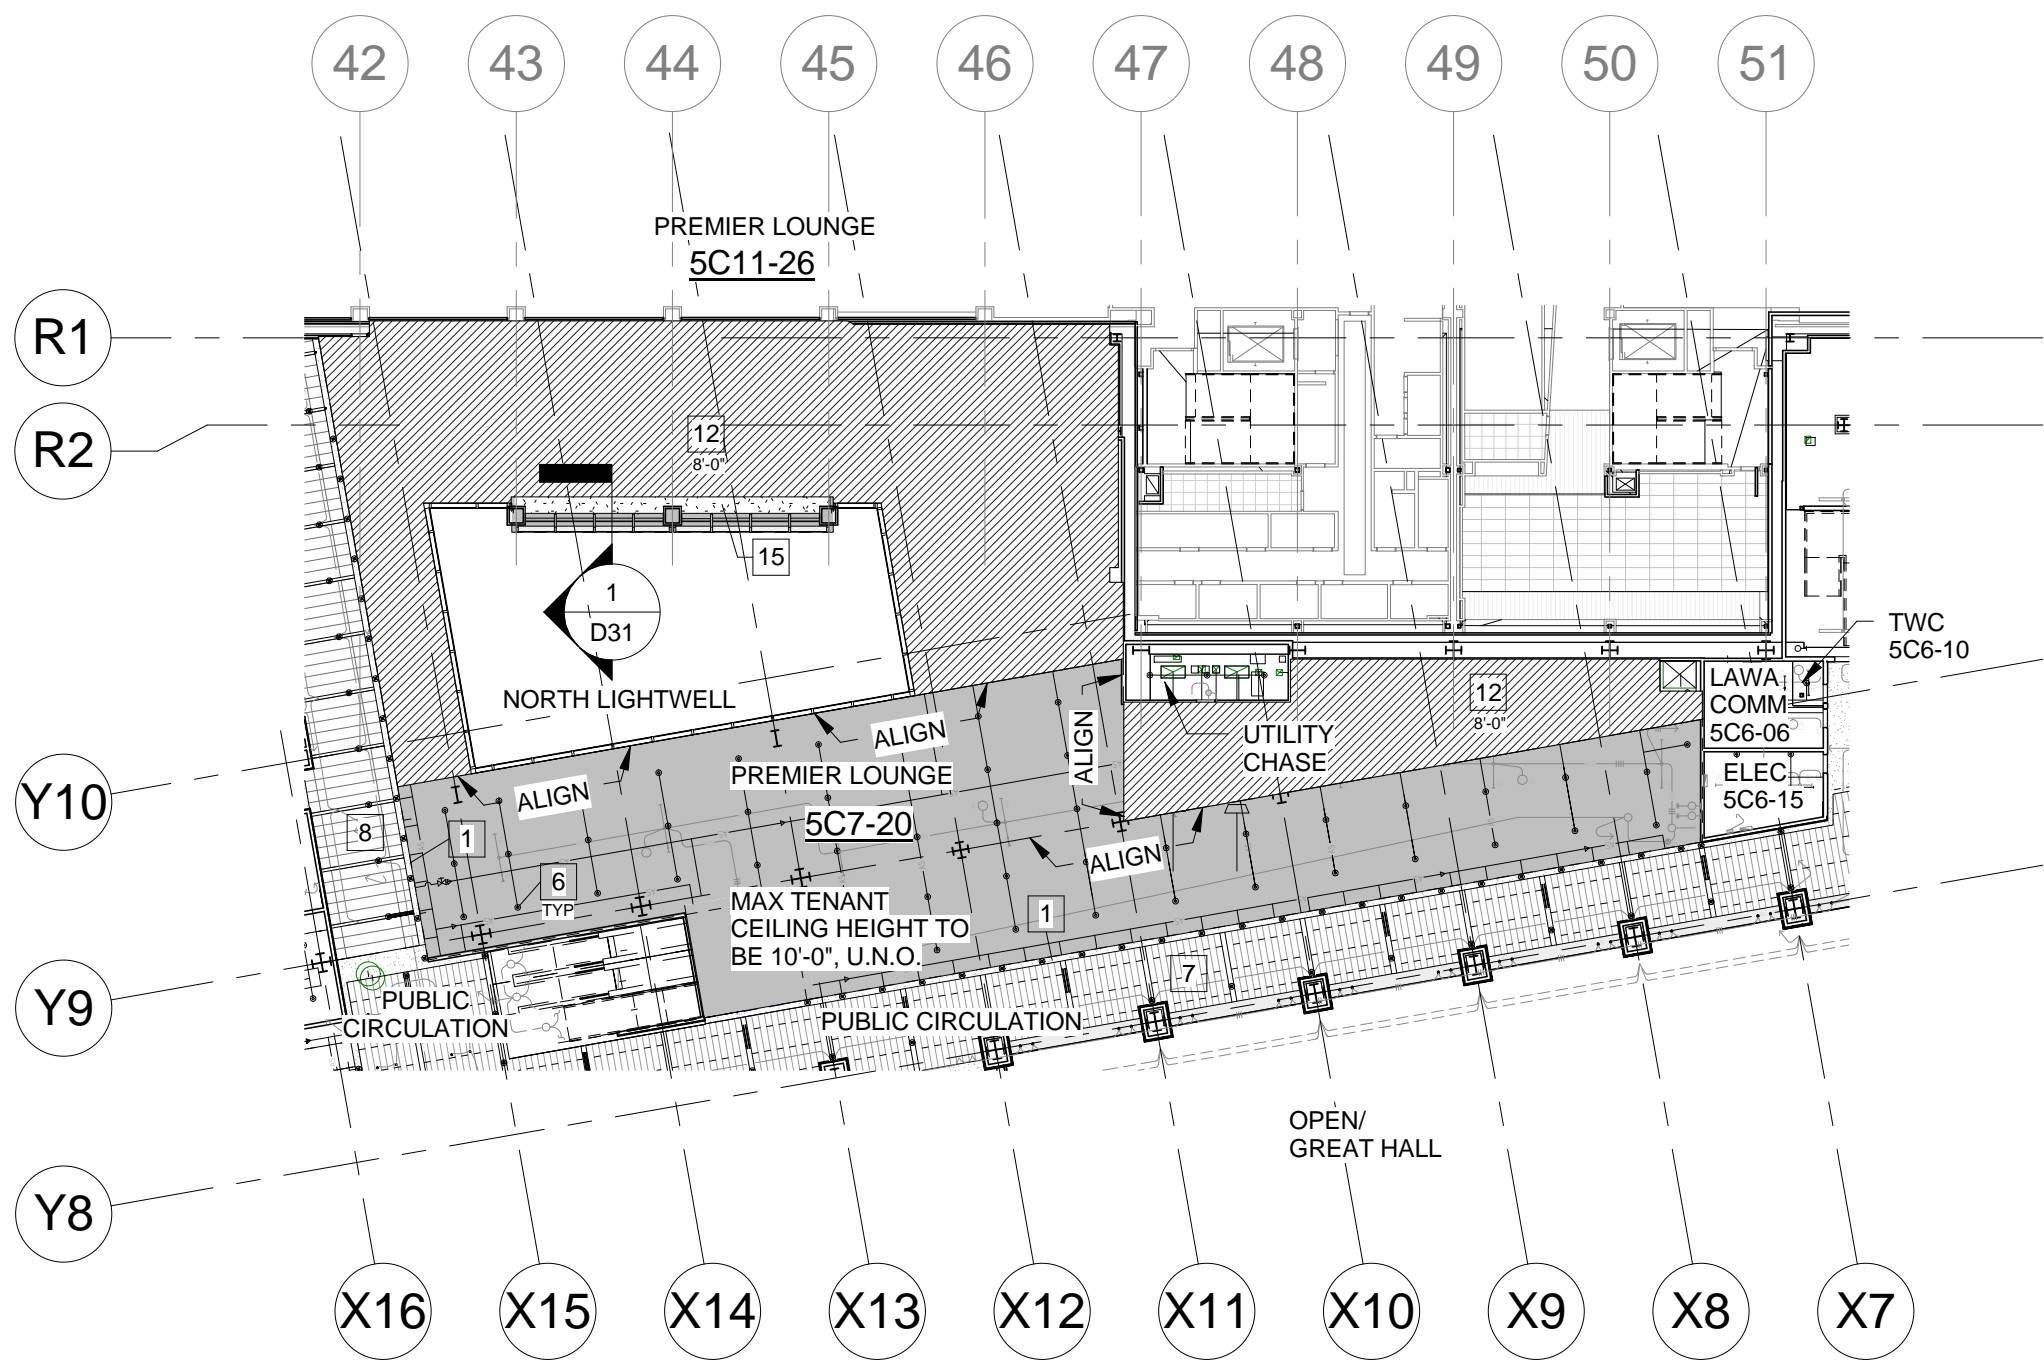 42
43
44
45
46
47
48
49
50
51
PREMIER LOUNGE
5C11-26
R1
R2
12
8'-0"
15
1
D31
NORTH LIGHTWELL
TWC
5C6-10
LAWA
COMM
5C6-06
12
8'-0"
UTILITY
CHASE
ALIGN
ALIGN
ALIGN
PREMIER LOUNGE
5C7-20
ELEC
5C6-15
Y10
8
1
6
TYP
ALIGN
MAX TENANT
CEILING HEIGHT TO
BE 10'-0", U.N.O.
1
7
Y9
PUBLIC
CIRCULATION
PUBLIC CIRCULATION
OPEN/
GREAT HALL
Y8
X16
X15
X14
X13
X12
X11
X10
X9
X8
X7